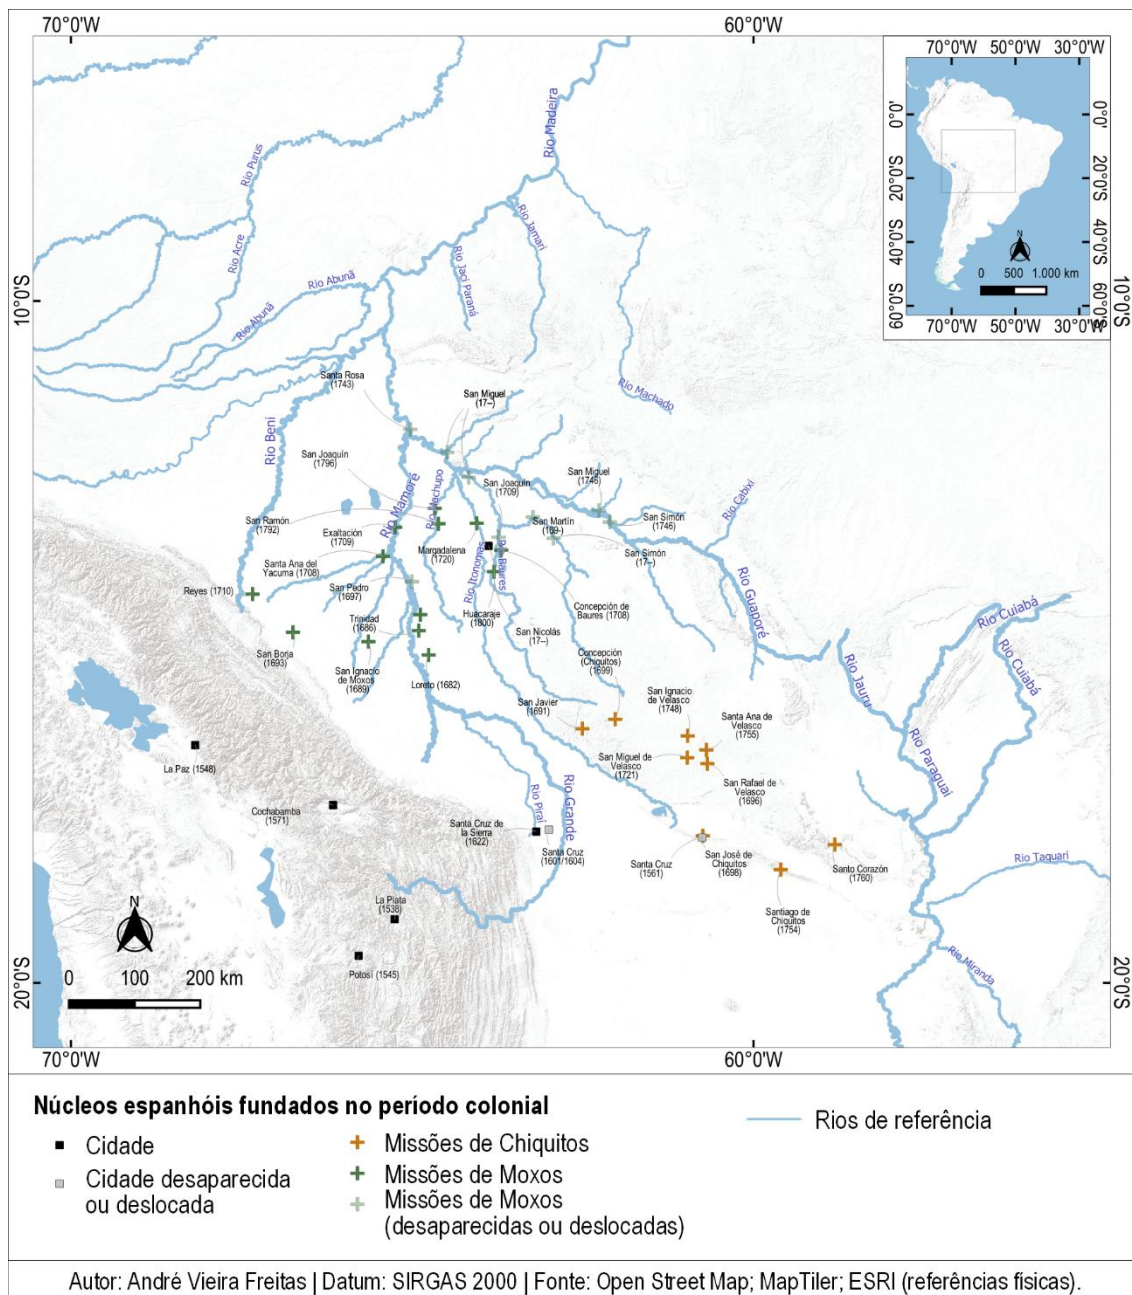 70°0'W
60°0'W
70°0'W
50°0'W
30°0'W
0°0'
0°0'
20°0'S
20°0'S
40°0'S
40°0'S
60°0'S
60°0'S
N
0 500 1.000 km
70°0'W
50°0'W
30°0'W
10°0'S
10°0'S
Rio Madeira
Rio Purus
Rio Acre
Rio Abunã
Rio Abunã
Rio Jamari
Rio Jaci Paraná
Rio Machado
Santa Rosa
(1743)
San Miguel
(17--)
Rio Beni
San Joaquín
(1796)
Rio Mamoré
Rio Machupo
San Joaquín
(1709)
San Miguel
(1746)
Rio Cabixi
San Ramón
(1792)
Exaltación
(1709)
Margadalena
(1720)
San Martín
(169-)
San Simón
(1746)
San Simón
(17--)
Santa Ana del
Yacuma (1708)
Reyes (1710)
San Pedro
(1697)
Rio Itonomas
Rio Baures
Rio Guaporé
Trinidad
(1686)
Huacaraje
(1800)
Concepción de
Baures (1708)
San Nicolás
(17--)
San Borja
(1693)
San Ignacio
de Moxos
(1689)
Loreto (1682)
Concepción
(Chiquitos)
(1699)
San Javier
(1691)
San Ignacio
de Velasco
(1748)
Santa Ana de
Velasco
(1755)
San Miguel de
Velasco
(1721)
San Rafael de
Velasco
(1696)
Rio Jauru
Rio Cuiabá
Rio Cuiabá
Rio Paraguai
La Paz (1548)
Cochabamba
(1571)
Rio Piraí
Rio Grande
Santa Cruz de
la Sierra
(1622)
Santa Cruz
(1601/1604)
Santa Cruz
(1561)
San José de
Chiquitos
(1698)
Santo Corazón
(1760)
Santiago de
Chiquitos
(1754)
Rio Taquari
Rio Miranda
La Plata
(1538)
Potosí (1545)
N
0 100 200 km
20°0'S
20°0'S
70°0'W
60°0'W
Núcleos espanhóis fundados no período colonial
Cidade
Cidade desaparecida
ou deslocada
Missões de Chiquitos
Missões de Moxos
Missões de Moxos
(desaparecidas ou deslocadas)
Rios de referência
Autor: André Vieira Freitas | Datum: SIRGAS 2000 | Fonte: Open Street Map; MapTiler; ESRI (referências físicas).